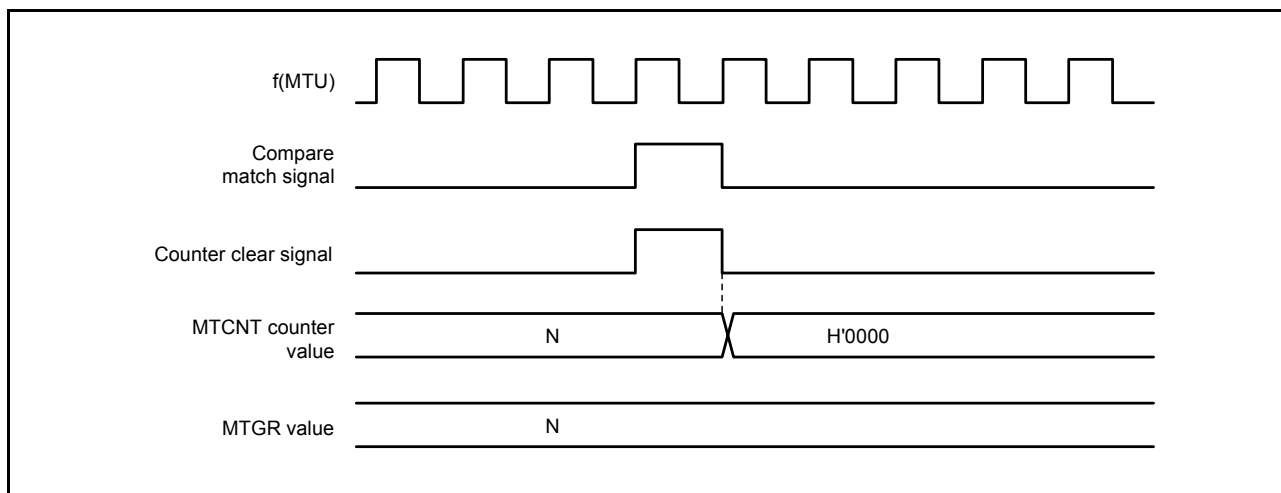 f(MTU)
Compare
match signal
Counter clear signal
MTCNT counter
value
N
H'0000
MTGR value
N